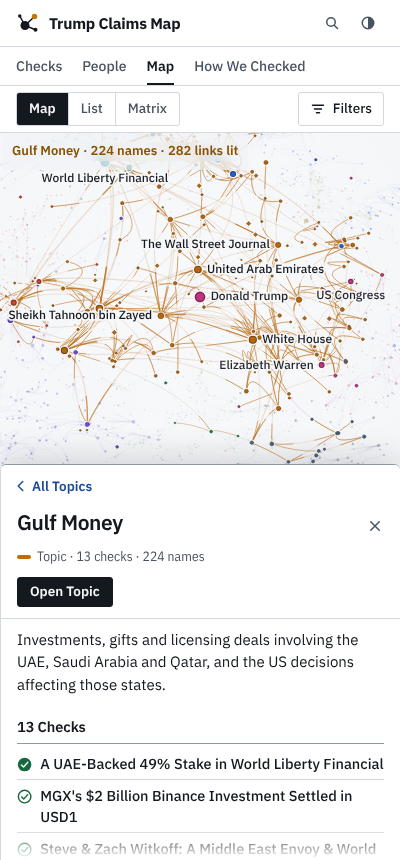 Trump Claims Map
Checks People Map How We Checked
Map List Matrix Filters
Gulf Money · 224 names · 282 links lit
World Liberty Financial
The Wall Street Journal
United Arab Emirates
Donald Trump
US Congress
Sheikh Tahnoon bin Zayed
White House
Elizabeth Warren
All Topics
Gulf Money
Topic · 13 checks · 224 names
Open Topic
Investments, gifts and licensing deals involving the
UAE, Saudi Arabia and Qatar, and the US decisions
affecting those states.
13 Checks
A UAE-Backed 49% Stake in World Liberty Financial
MGX's $2 Billion Binance Investment Settled in
USD1
Steve & Zach Witkoff: A Middle East Envoy & World